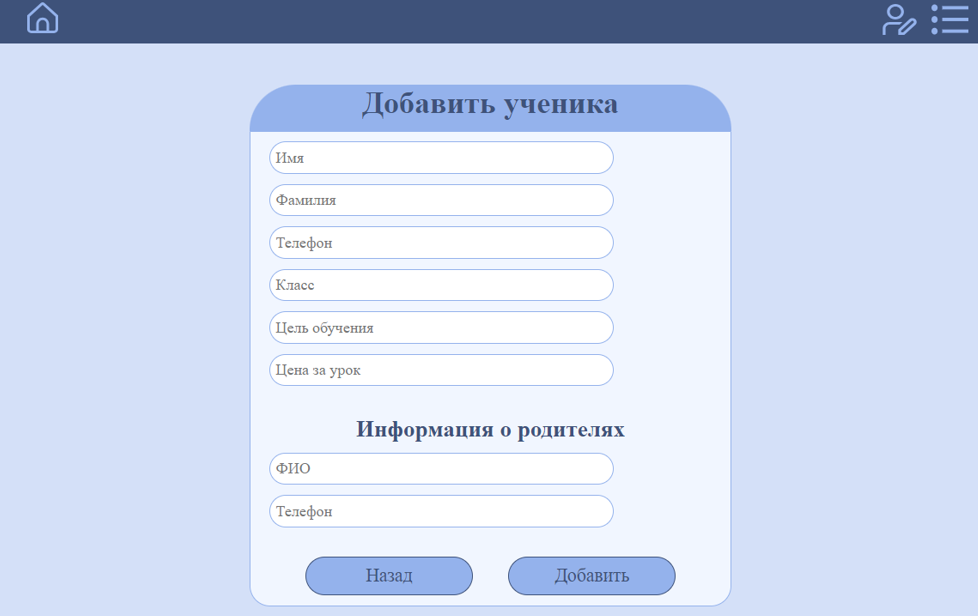 Добавить ученика
Имя
Фамилия
Телефон
Класс
Цель обучения
Цена за урок
Информация о родителях
ФИО
Телефон
Назад
Добавить